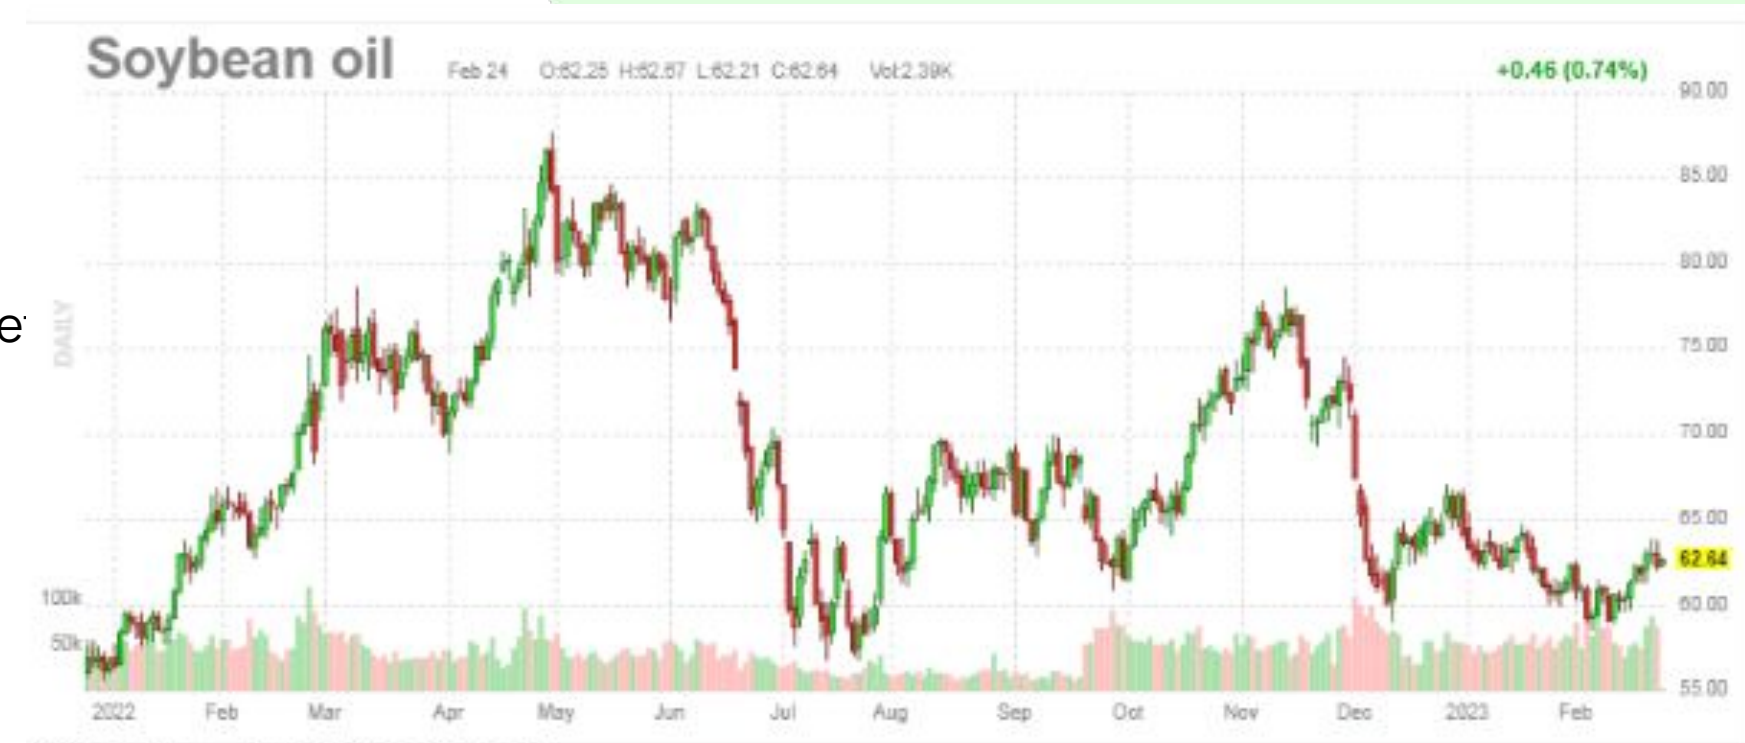 Soybean oil Feb 24 O:62.25 H:62.67 L:62.21 C:62.64 Vol:2.39K +0.46 (0.74%)
90.00
85.00
80.00
DAILY
75.00
70.00
65.00
62.64
100k 60.00
50k
55.00
2022 Feb Mar Apr May Jun Jul Aug Sep Oct Nov Dec 2023 Feb